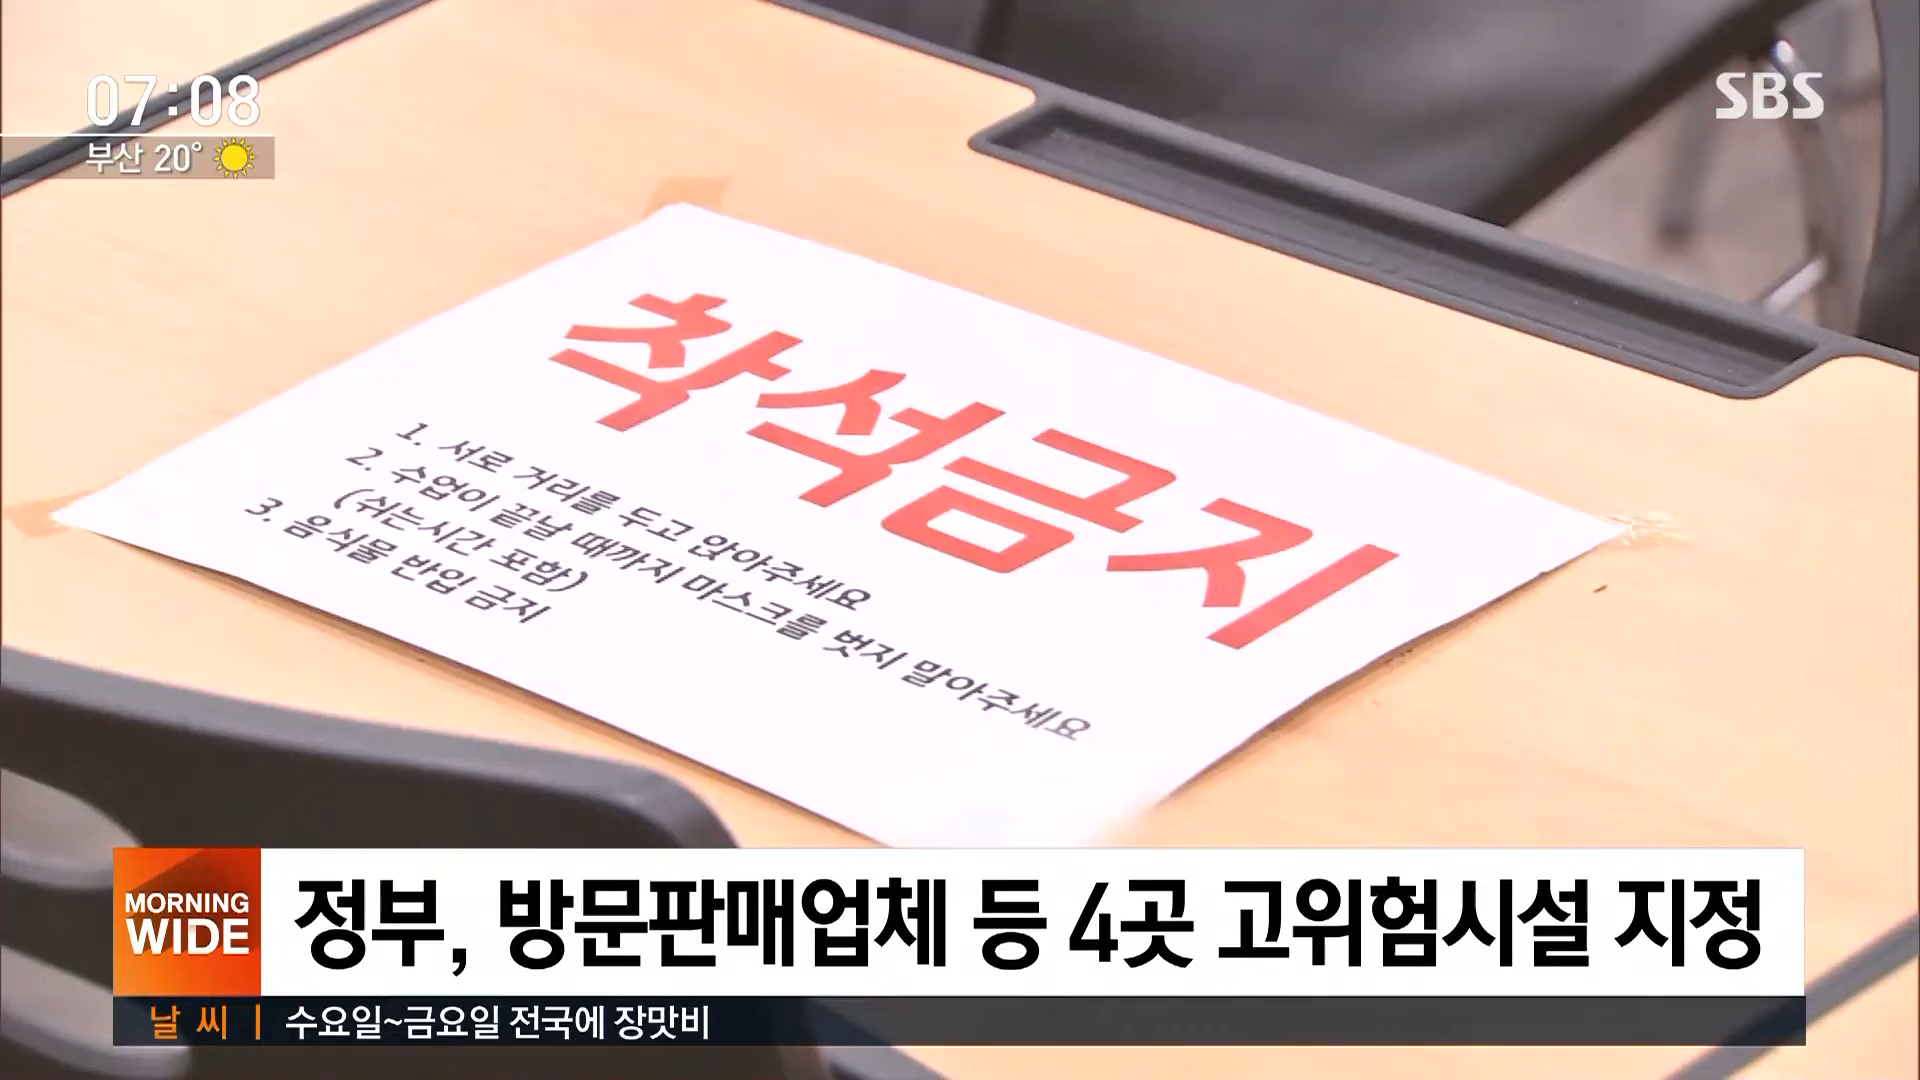 07:08
부산 20°
SBS
착석금지
1. 서로 거리를 두고 앉아주세요
2. 수업이 끝날 때까지 마스크를 벗지 말아주세요
(쉬는시간 포함)
3. 음식물 반입 금지
MORNING
WIDE
정부, 방문판매업체 등 4곳 고위험시설 지정
날 씨 | 수요일~금요일 전국에 장맛비